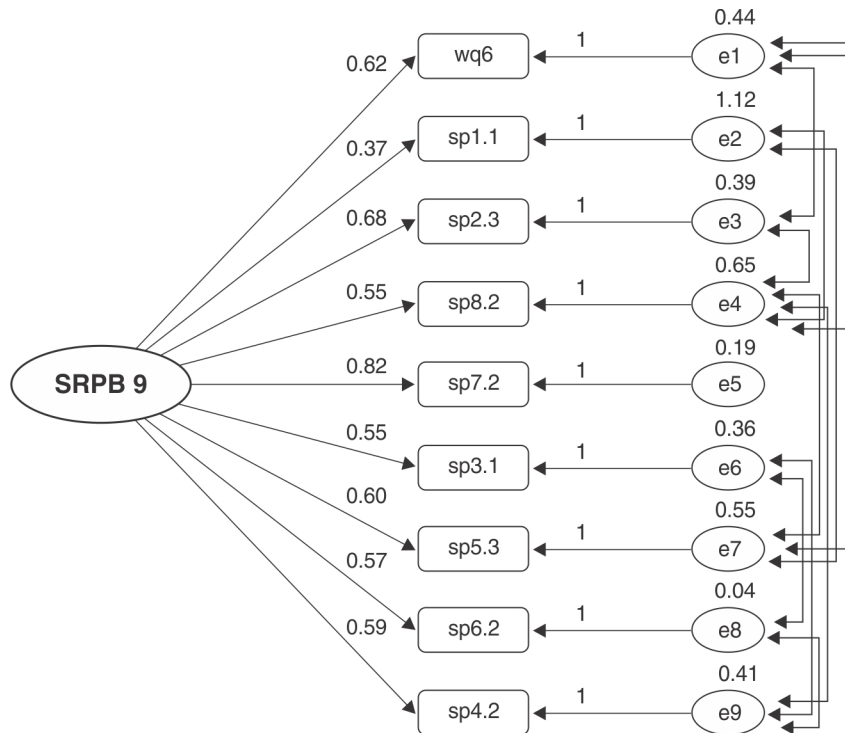 0.44
0.62 wq6 1 e1
1.12
0.37 sp1.1 1 e2
0.39
0.68 sp2.3 1 e3
0.65
0.55 sp8.2 1 e4
0.19
SRPB 9 0.82 sp7.2 1 e5
0.36
0.55 sp3.1 1 e6
0.55
0.60 sp5.3 1 e7
0.04
0.57 sp6.2 1 e8
0.41
0.59 sp4.2 1 e9